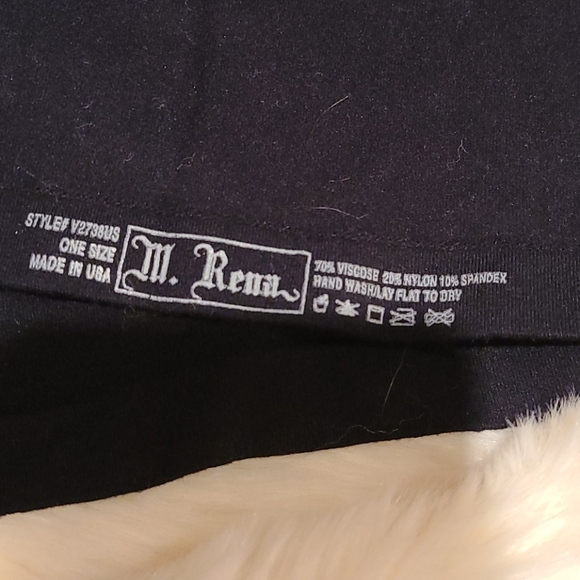 STYLE# V2738US
ONE SIZE
MADE IN USA
M. Rena
70% VISCOSE 20% NYLON 10% SPANDEX
HAND WASH/LAY FLAT TO DRY